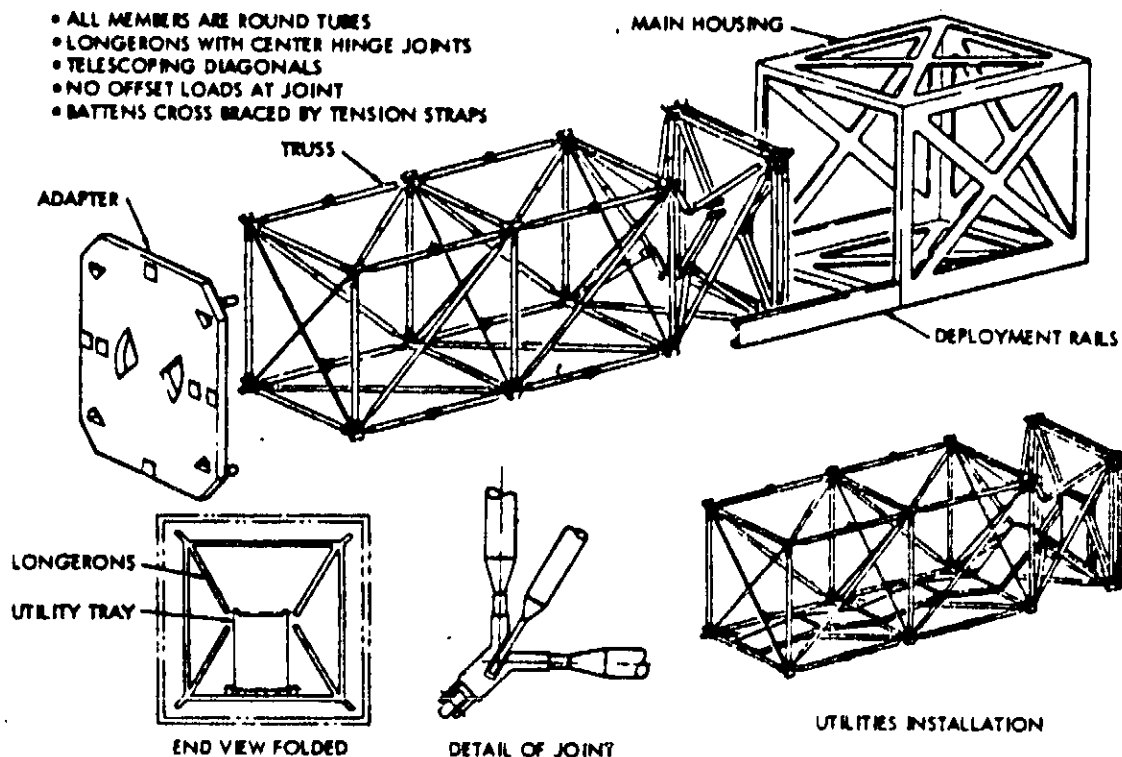 • ALL MEMBERS ARE ROUND TUBES
• LONGERONS WITH CENTER HINGE JOINTS
• TELESCOPING DIAGONALS
• NO OFFSET LOADS AT JOINT
• BATTENS CROSS BRACED BY TENSION STRAPS
MAIN HOUSING
TRUSS
ADAPTER
DEPLOYMENT RAILS
LONGERONS
UTILITY TRAY
END VIEW FOLDED
DETAIL OF JOINT
UTILITIES INSTALLATION